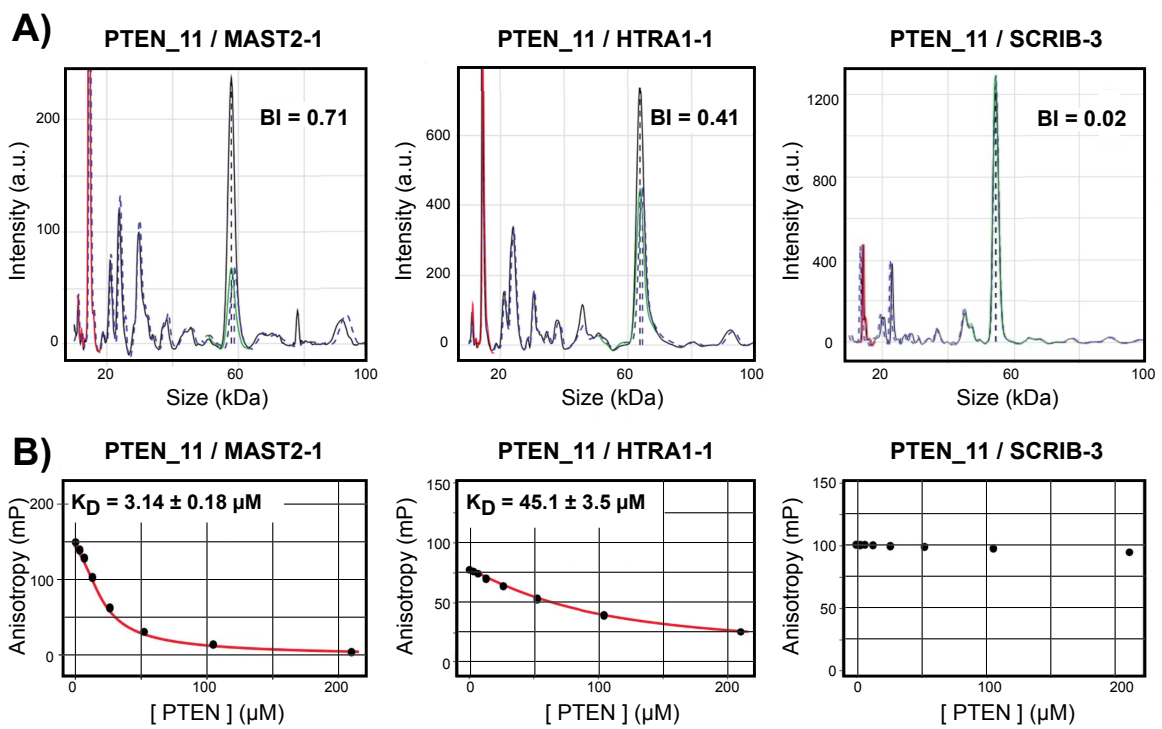 A)
PTEN_11 / MAST2-1
PTEN_11 / HTRA1-1
PTEN_11 / SCRIB-3
Intensity (a.u.)
200
100
0
BI = 0.71
20
60
100
Size (kDa)
Intensity (a.u.)
600
400
200
0
BI = 0.41
20
60
100
Size (kDa)
Intensity (a.u.)
1200
800
400
0
BI = 0.02
20
60
100
Size (kDa)
B)
PTEN_11 / MAST2-1
PTEN_11 / HTRA1-1
PTEN_11 / SCRIB-3
Anisotropy (mP)
200
100
0
KD = 3.14 ± 0.18 µM
0
100
200
[ PTEN ] (µM)
Anisotropy (mP)
150
100
50
0
KD = 45.1 ± 3.5 µM
0
100
200
[ PTEN ] (µM)
Anisotropy (mP)
150
100
50
0
0
100
200
[ PTEN ] (µM)